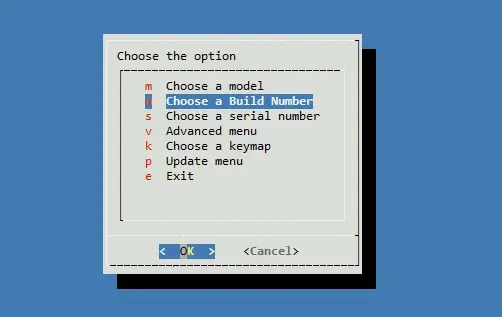 Choose the option
m Choose a model
Choose a Build Number
s Choose a serial number
v Advanced menu
k Choose a keymap
p Update menu
e Exit
< OK > <Cancel>